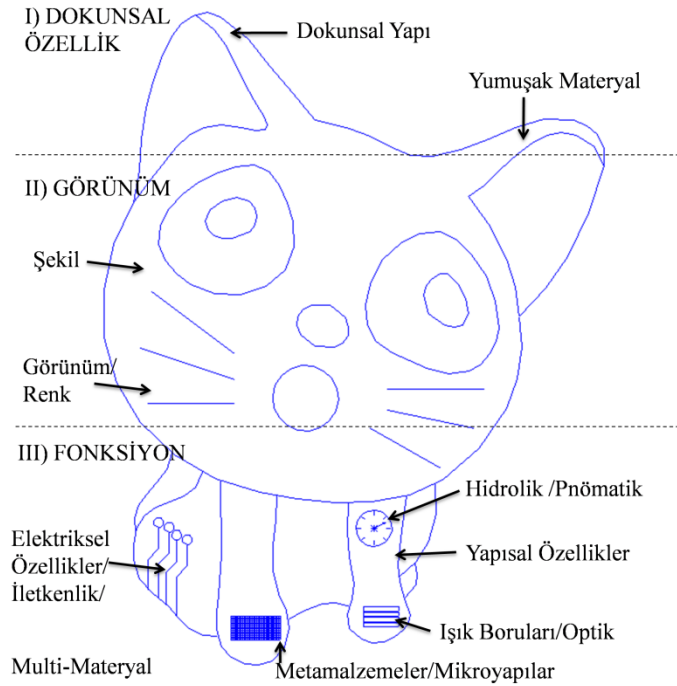 I) DOKUNSAL
ÖZELLİK
Dokunsal Yapı
Yumuşak Materyal
II) GÖRÜNÜM
Şekil
Görünüm/
Renk
III) FONKSİYON
Hidrolik /Pnömatik
Elektriksel
Özellikler/
İletkenlik/
Yapısal Özellikler
Işık Boruları/Optik
Multi-Materyal
Metamalzemeler/Mikroyapılar